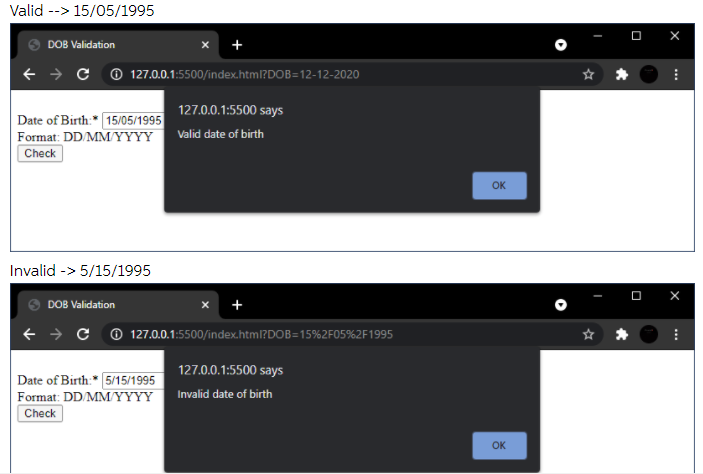 Valid --> 15/05/1995
DOB Validation
127.0.0.1:5500/index.html?DOB=12-12-2020
127.0.0.1:5500 says
Valid date of birth
OK
Date of Birth:* 15/05/1995
Format: DD/MM/YYYY
Check
Invalid -> 5/15/1995
DOB Validation
127.0.0.1:5500/index.html?DOB=15%2F05%2F1995
127.0.0.1:5500 says
Invalid date of birth
OK
Date of Birth:* 5/15/1995
Format: DD/MM/YYYY
Check